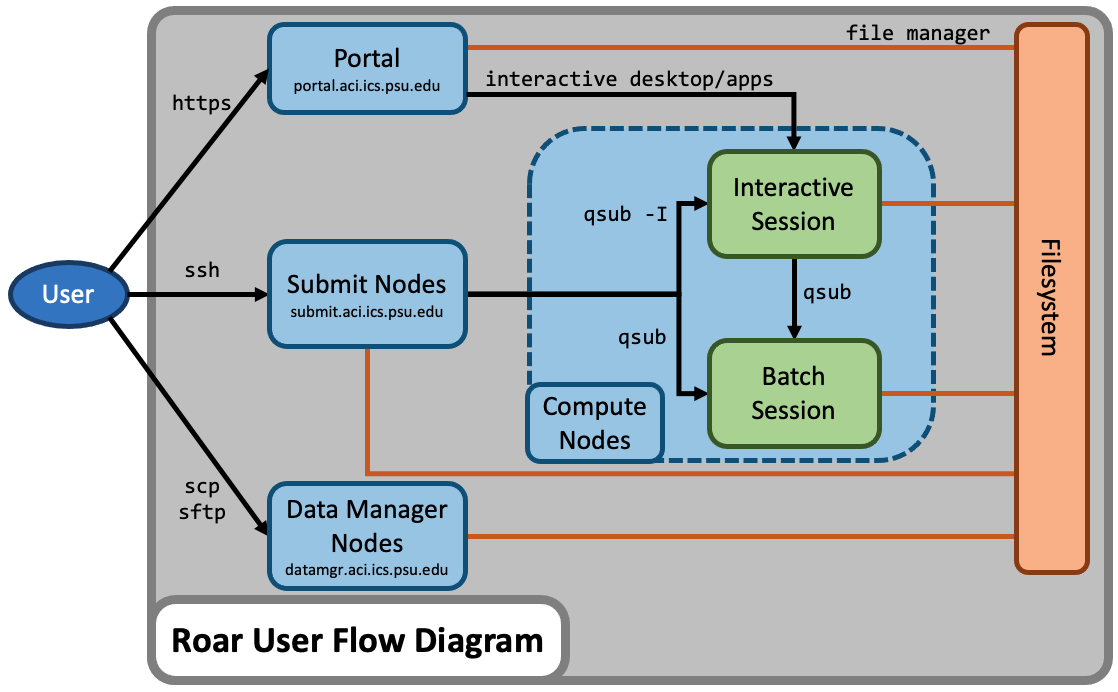 file manager
Portal
portal.aci.ics.psu.edu
interactive desktop/apps
https
Interactive
Session
qsub -I
ssh
Submit Nodes
submit.aci.ics.psu.edu
User
qsub
qsub
Filesystem
Batch
Session
Compute
Nodes
scp
sftp
Data Manager
Nodes
datamgr.aci.ics.psu.edu
Roar User Flow Diagram